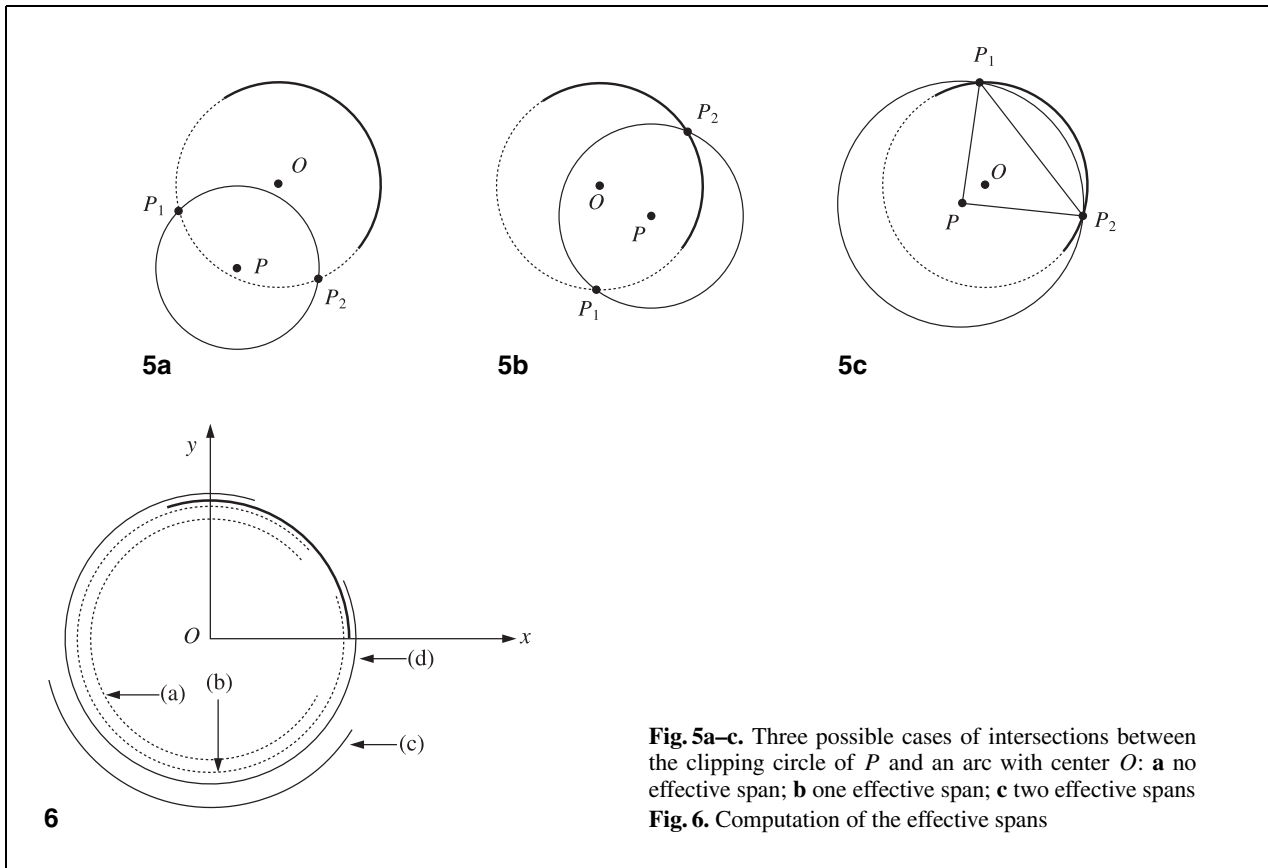 P1
O
P
P2
5a
P2
O
P
P1
5b
P1
O
P
P2
5c
y
O
x
(d)
(a)
(b)
(c)
6
Fig. 5a–c. Three possible cases of intersections between
the clipping circle of P and an arc with center O: a no
effective span; b one effective span; c two effective spans
Fig. 6. Computation of the effective spans